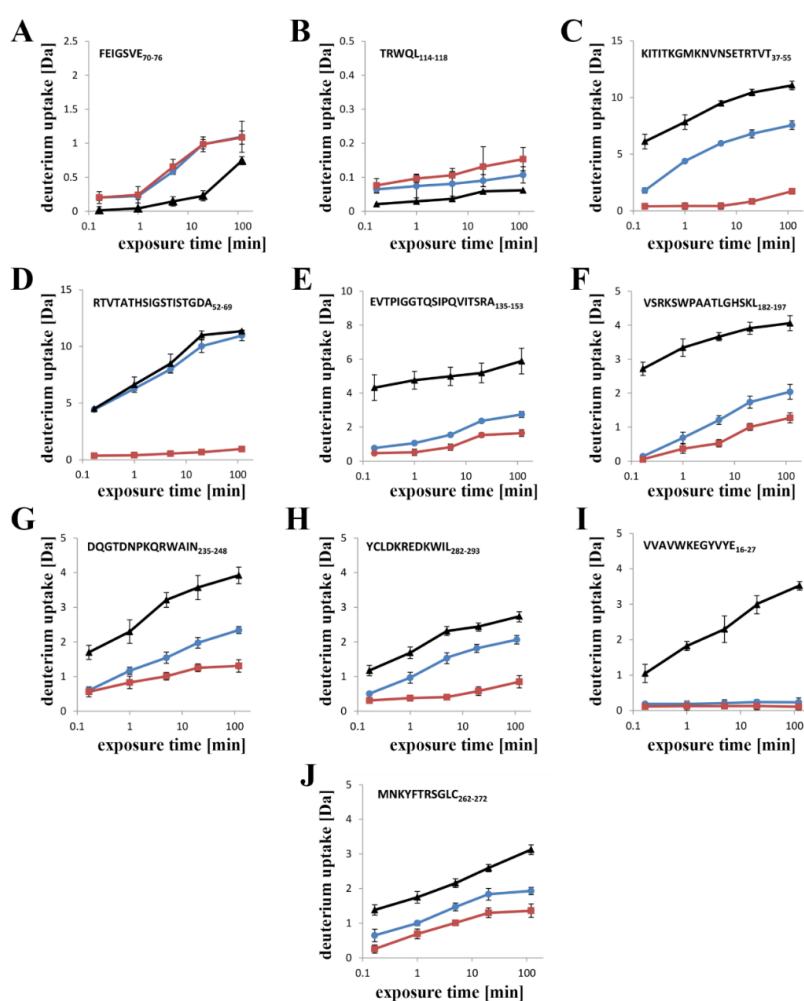 A
deuterium uptake [Da]
FEIGSVE70-76
2.5
2
1.5
1
0.5
0
0.1 1 10 100
exposure time [min]
B
deuterium uptake [Da]
TRWQL114-118
0.5
0.4
0.3
0.2
0.1
0
0.1 1 10 100
exposure time [min]
C
deuterium uptake [Da]
KITITKGMKNVNSETRTVT37-55
15
10
5
0
0.1 1 10 100
exposure time [min]
D
deuterium uptake [Da]
RTVTATHSIGSTISTGDA52-69
15
10
5
0
0.1 1 10 100
exposure time [min]
E
deuterium uptake [Da]
EVTPIGGTQSIPQVITSRA135-153
10
8
6
4
2
0
0.1 1 10 100
exposure time [min]
F
deuterium uptake [Da]
VSRKSWPAATLGHSKL182-197
5
4
3
2
1
0
0.1 1 10 100
exposure time [min]
G
deuterium uptake [Da]
DQGTDNPKQRWAIN235-248
5
4
3
2
1
0
0.1 1 10 100
exposure time [min]
H
deuterium uptake [Da]
YCLDKREDKWIL282-293
5
4
3
2
1
0
0.1 1 10 100
exposure time [min]
I
deuterium uptake [Da]
VVAVWKEGYVYE16-27
5
4
3
2
1
0
0.1 1 10 100
exposure time [min]
J
deuterium uptake [Da]
MNKYFTRSGLC262-272
5
4
3
2
1
0
0.1 1 10 100
exposure time [min]